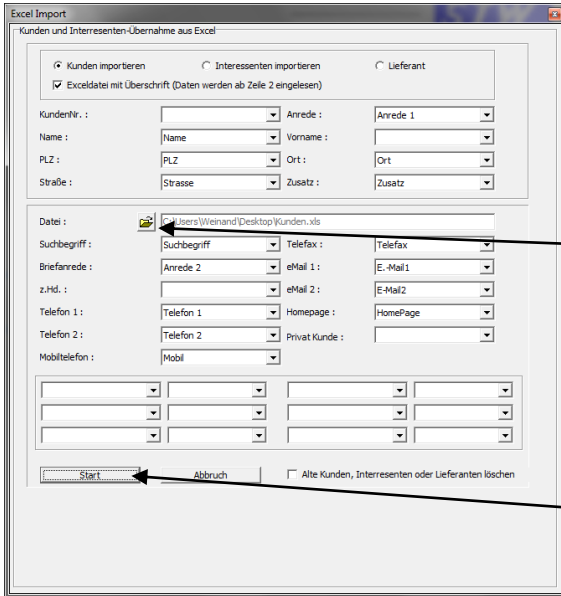 Excel Import
Kunden und Interresenten-Übernahme aus Excel
Kunden importieren Interessenten importieren Lieferant
Exceldatei mit Überschrift (Daten werden ab Zeile 2 eingelesen)
KundenNr. : Anrede : Anrede 1
Name : Name Vorname :
PLZ : PLZ Ort : Ort
Straße : Strasse Zusatz : Zusatz
Datei : C:\Users\Weinand\Desktop\Kunden.xls
Suchbegriff : Suchbegriff Telefax : Telefax
Briefanrede : Anrede 2 eMail 1 : E.-Mail1
z.Hd. : eMail 2 : E-Mail2
Telefon 1 : Telefon 1 Homepage : HomePage
Telefon 2 : Telefon 2 Privat Kunde :
Mobiltelefon : Mobil
Start Abbruch Alte Kunden, Interresenten oder Lieferanten löschen